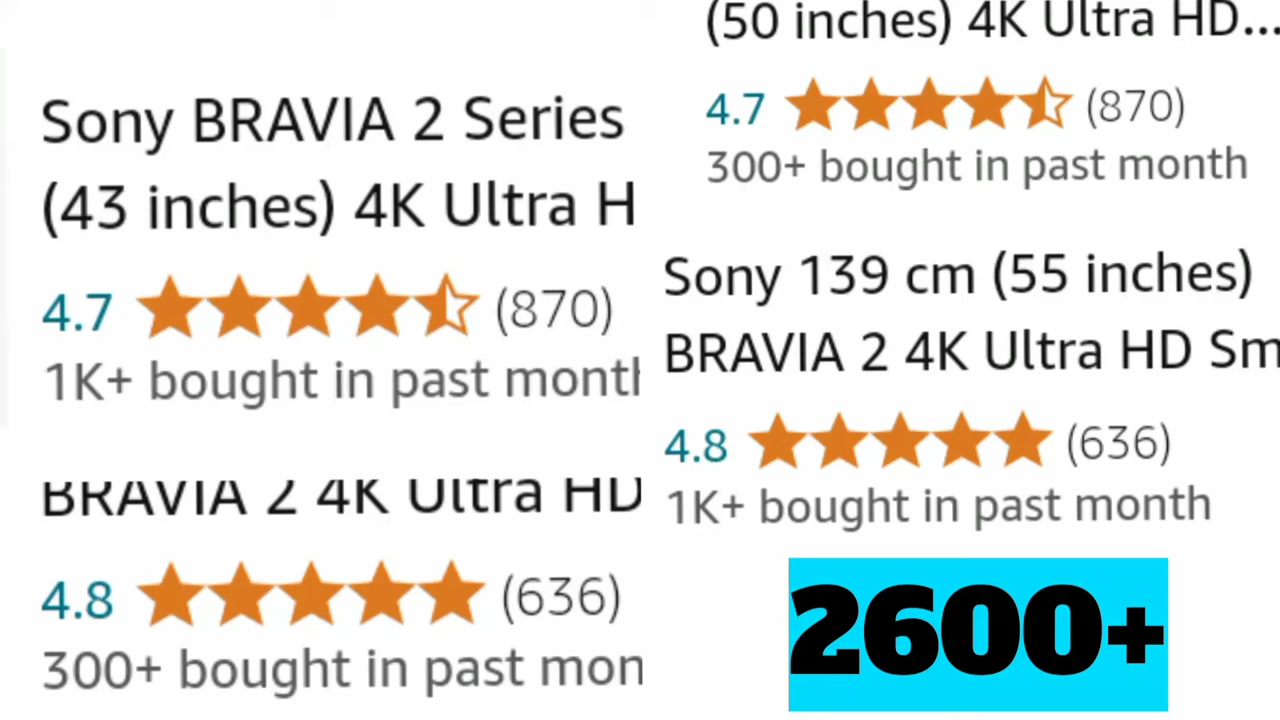 Sony BRAVIA 2 Series
(43 inches) 4K Ultra H
4.7 (870)
1K+ bought in past month
BRAVIA 2 4K Ultra HD
4.8 (636)
300+ bought in past mon
(50 inches) 4K Ultra HD...
4.7 (870)
300+ bought in past month
Sony 139 cm (55 inches)
BRAVIA 2 4K Ultra HD Sm
4.8 (636)
1K+ bought in past month
2600+